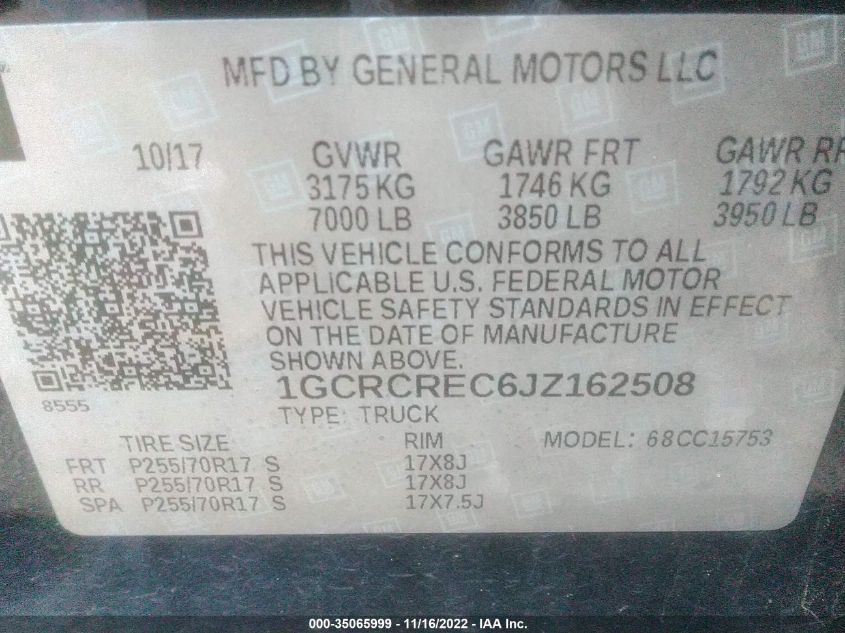 MFD BY GENERAL MOTORS LLC
10/17 GVWR GAWR FRT GAWR RR
3175 KG 1746 KG 1792 KG
7000 LB 3850 LB 3950 LB
THIS VEHICLE CONFORMS TO ALL
APPLICABLE U.S. FEDERAL MOTOR
VEHICLE SAFETY STANDARDS IN EFFECT
ON THE DATE OF MANUFACTURE
SHOWN ABOVE.
1GCRCREC6JZ162508
8555
TYPE: TRUCK
TIRE SIZE RIM MODEL: 68CC15753
FRT P255/70R17 S 17X8J
RR P255/70R17 S 17X8J
SPA P255/70R17 S 17X7.5J
000-35065999 - 11/16/2022 - IAA Inc.